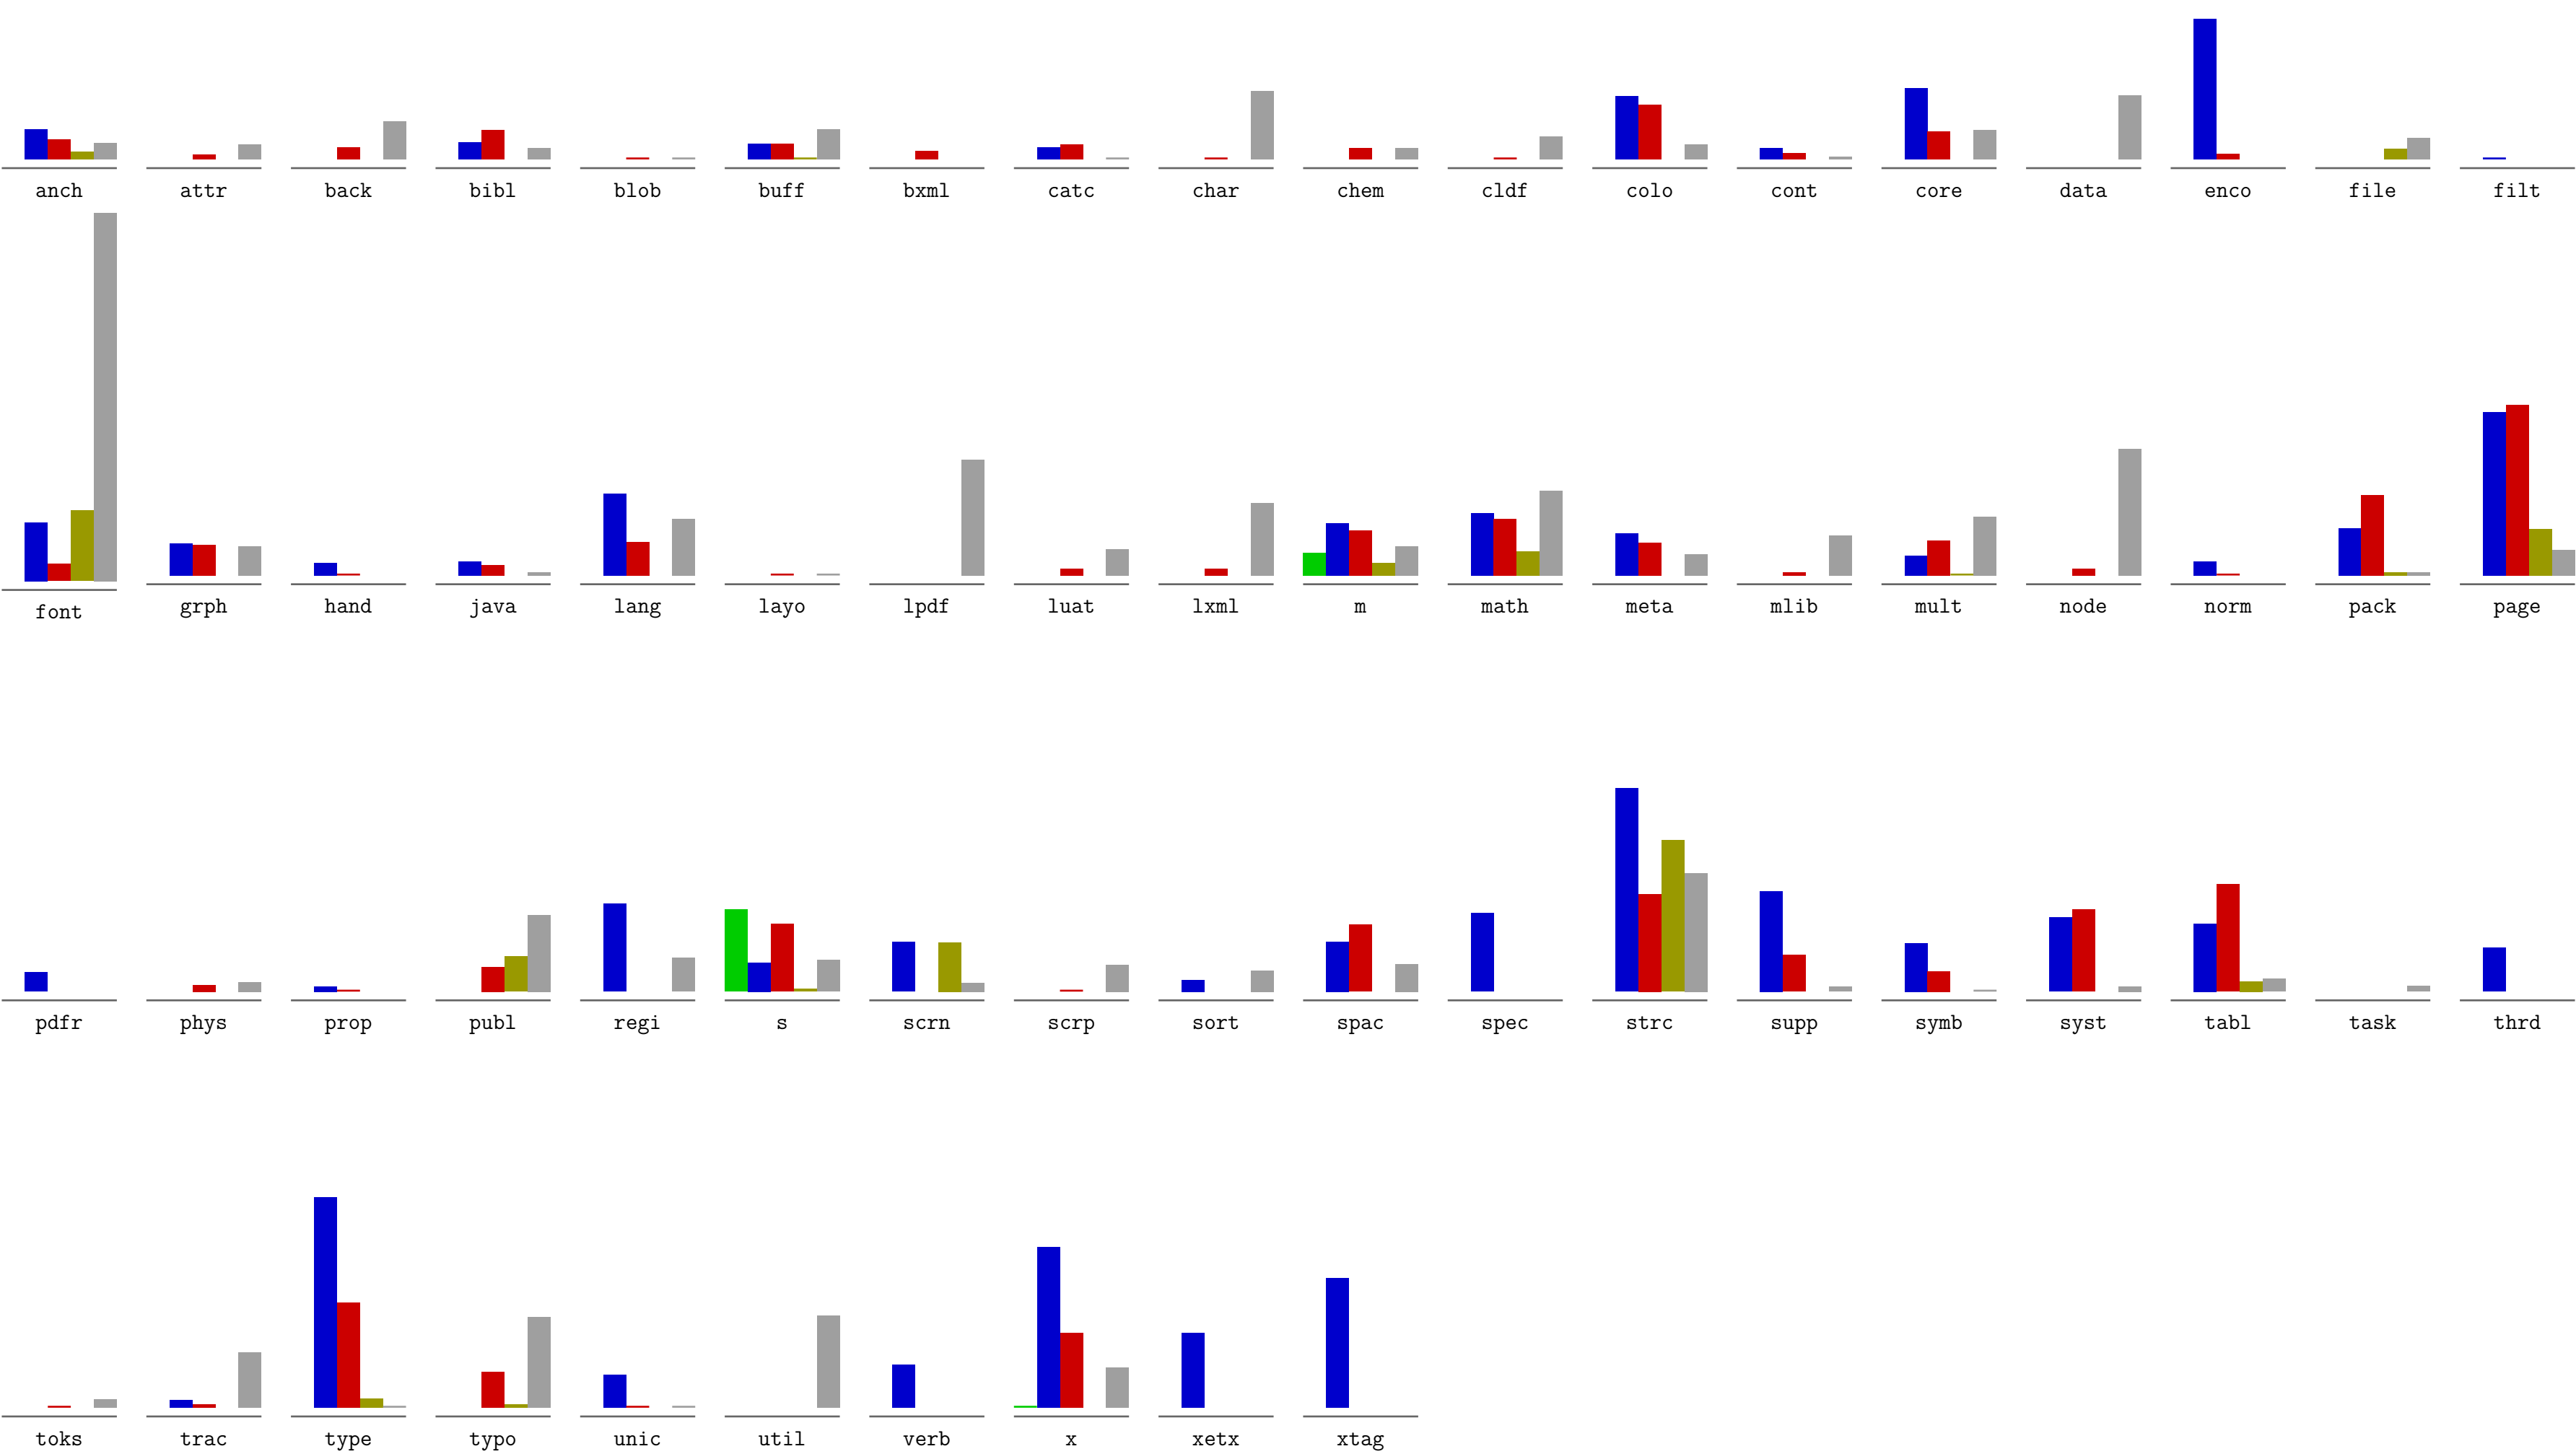 anch attr back bibl blob buff bxml catc char chem cldf colo cont core data enco file filt
font grph hand java lang layo lpdf luat lxml m math meta mlib mult node norm pack page
pdfr phys prop publ regi s scrn scrp sort spac spec strc supp symb syst tabl task thrd
toks trac type typo unic util verb x xetx xtag